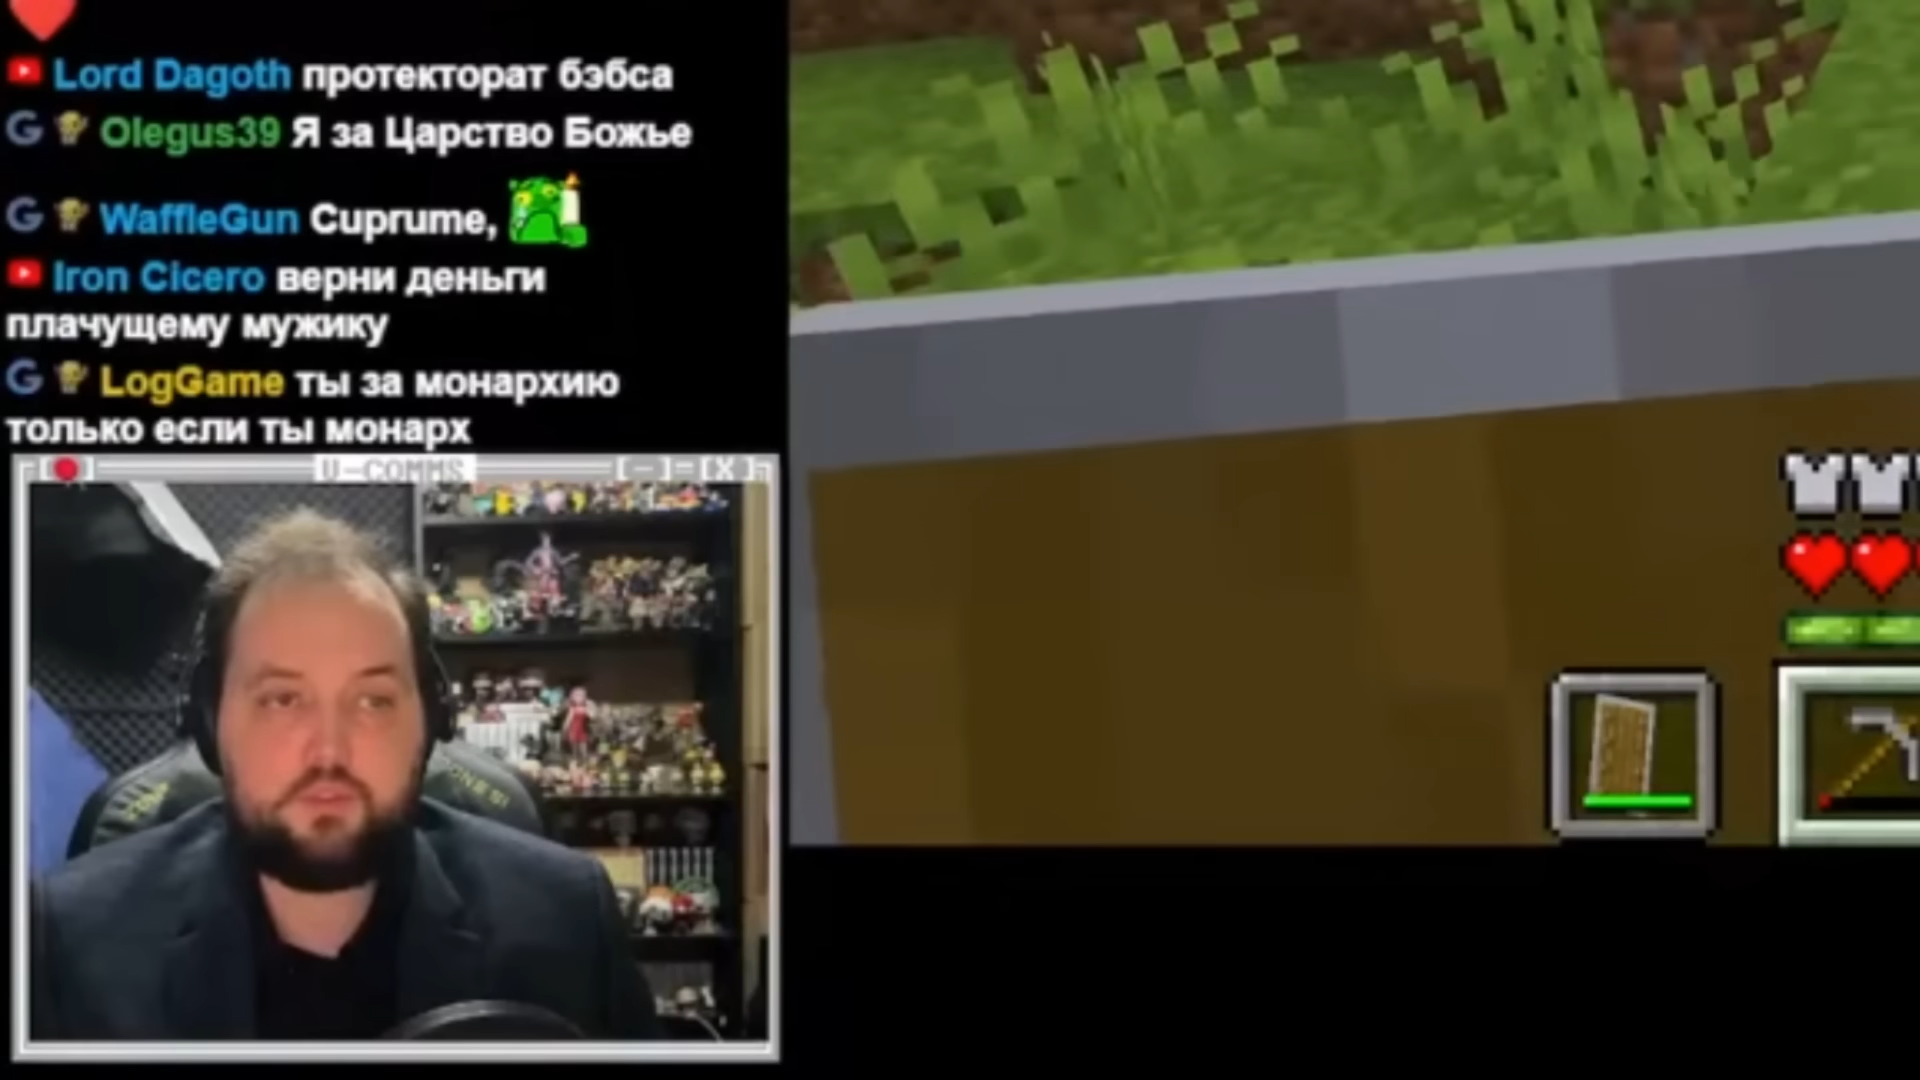 Lord Dagoth протекторат бэбса
Olegus39 Я за Царство Божье
WaffleGun Cuprume,
Iron Cicero верни деньги
плачущему мужику
LogGame ты за монархию
только если ты монарх
U-COMMS [-]-[X]